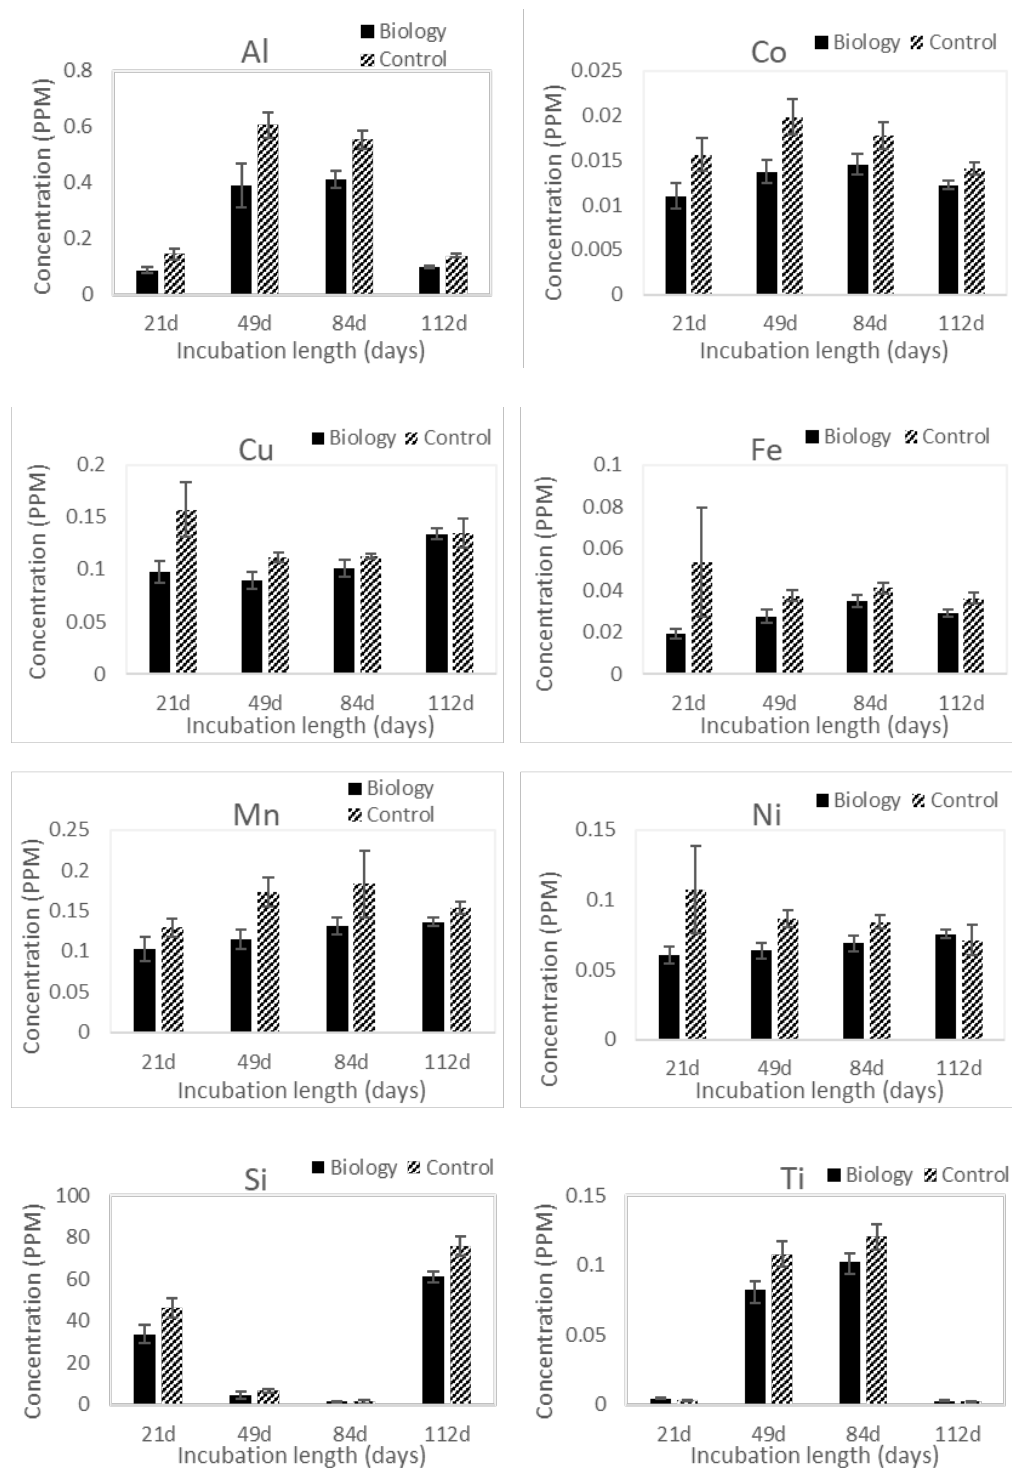 Al
Biology
Control
Concentration (PPM)
0.8
0.6
0.4
0.2
0
21d 49d 84d 112d
Incubation length (days)
Co
Biology Control
Concentration (PPM)
0.025
0.02
0.015
0.01
0.005
0
21d 49d 84d 112d
Incubation length (days)
Cu
Biology Control
Concentration (PPM)
0.2
0.15
0.1
0.05
0
21d 49d 84d 112d
Incubation length (days)
Fe
Biology Control
Concentration (PPM)
0.1
0.08
0.06
0.04
0.02
0
21d 49d 84d 112d
Incubation length (days)
Mn
Biology
Control
Concentration (PPM)
0.25
0.2
0.15
0.1
0.05
0
21d 49d 84d 112d
Incubation length (days)
Ni
Biology Control
Concentration (PPM)
0.15
0.1
0.05
0
21d 49d 84d 112d
Incubation length (days)
Si
Biology Control
Concentration (PPM)
100
80
60
40
20
0
21d 49d 84d 112d
Incubation length (days)
Ti
Biology Control
Concentration (PPM)
0.15
0.1
0.05
0
21d 49d 84d 112d
Incubation length (days)